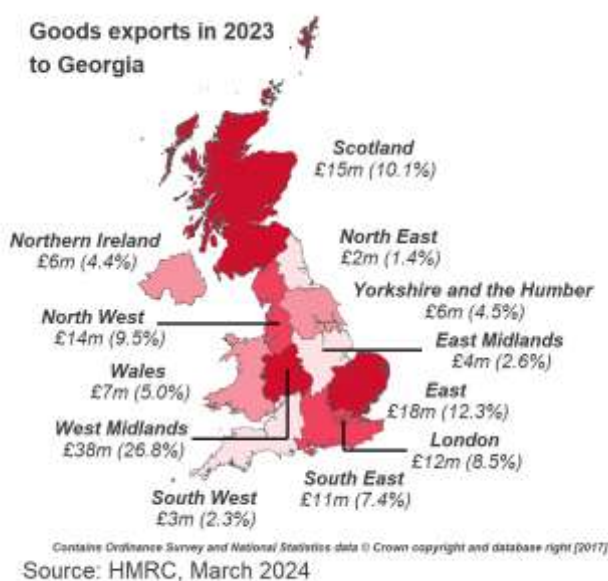 Goods exports in 2023
to Georgia
Scotland
£15m (10.1%)
Northern Ireland
£6m (4.4%)
North East
£2m (1.4%)
Yorkshire and the Humber
£6m (4.5%)
North West
£14m (9.5%)
East Midlands
£4m (2.6%)
Wales
£7m (5.0%)
East
£18m (12.3%)
West Midlands
£38m (26.8%)
London
£12m (8.5%)
South East
£11m (7.4%)
South West
£3m (2.3%)
Contains Ordinance Survey and National Statistics data © Crown copyright and database right [2017]
Source: HMRC, March 2024